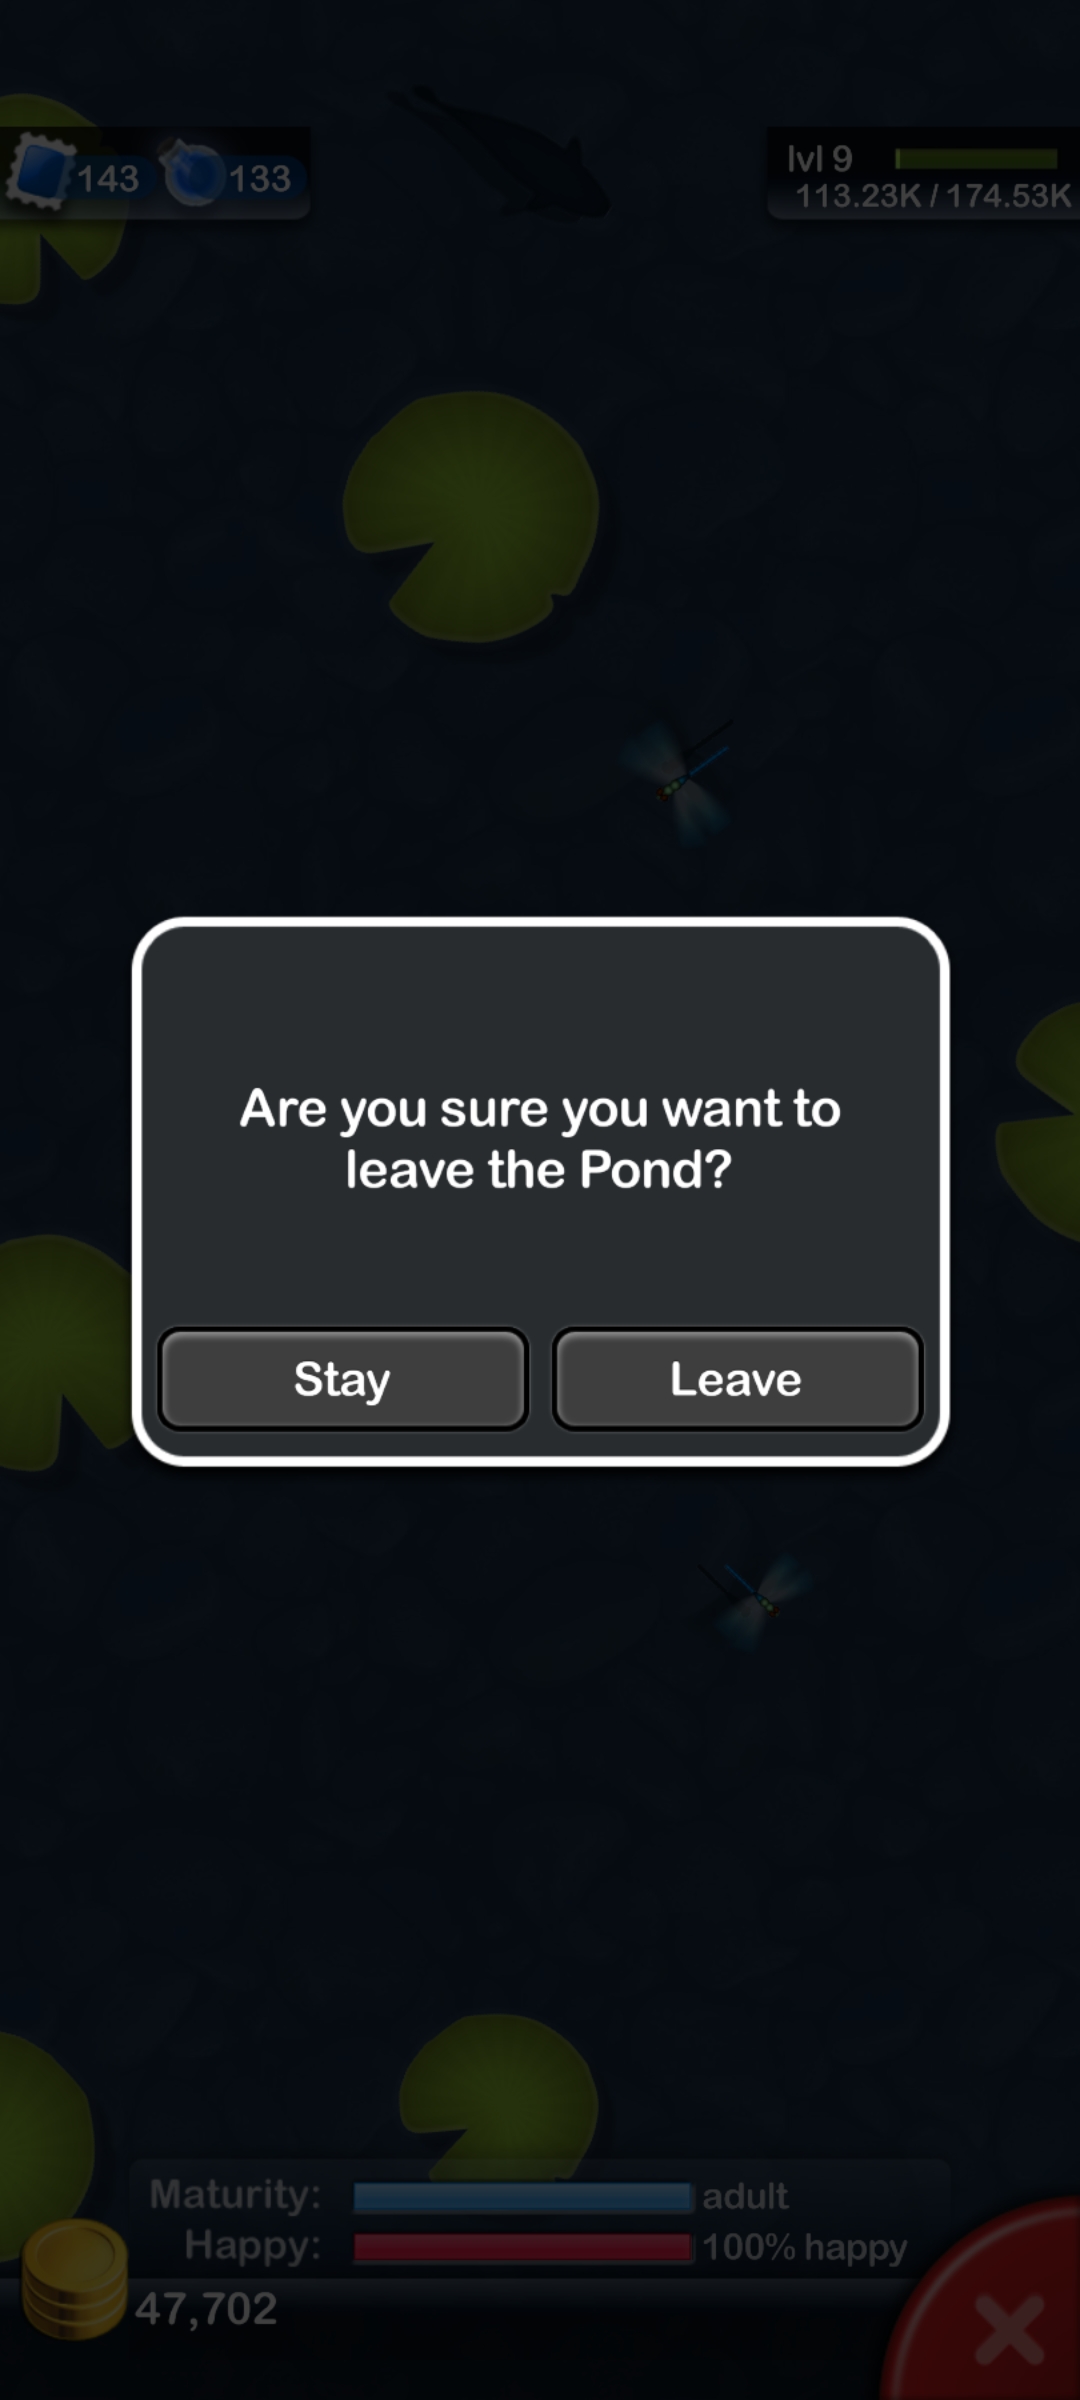 143 133
lvl 9
113.23K / 174.53K
Are you sure you want to
leave the Pond?
Stay Leave
Maturity: adult
Happy: 100% happy
47,702